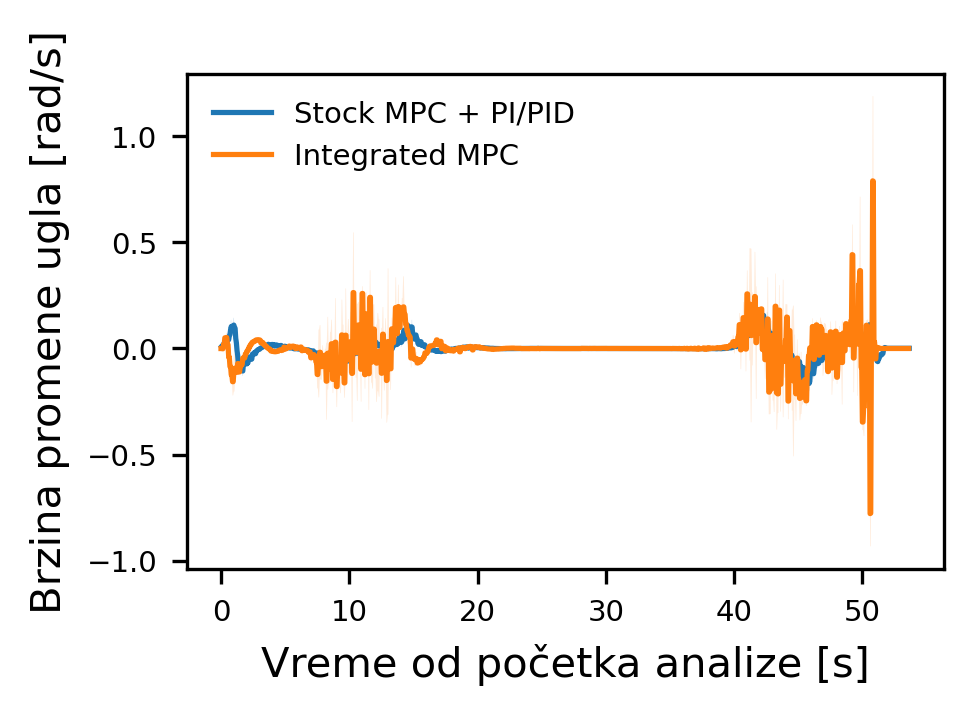 Brzina promene ugla [rad/s]
Stock MPC + PI/PID
Integrated MPC
1.0
0.5
0.0
−0.5
−1.0
0 10 20 30 40 50
Vreme od početka analize [s]